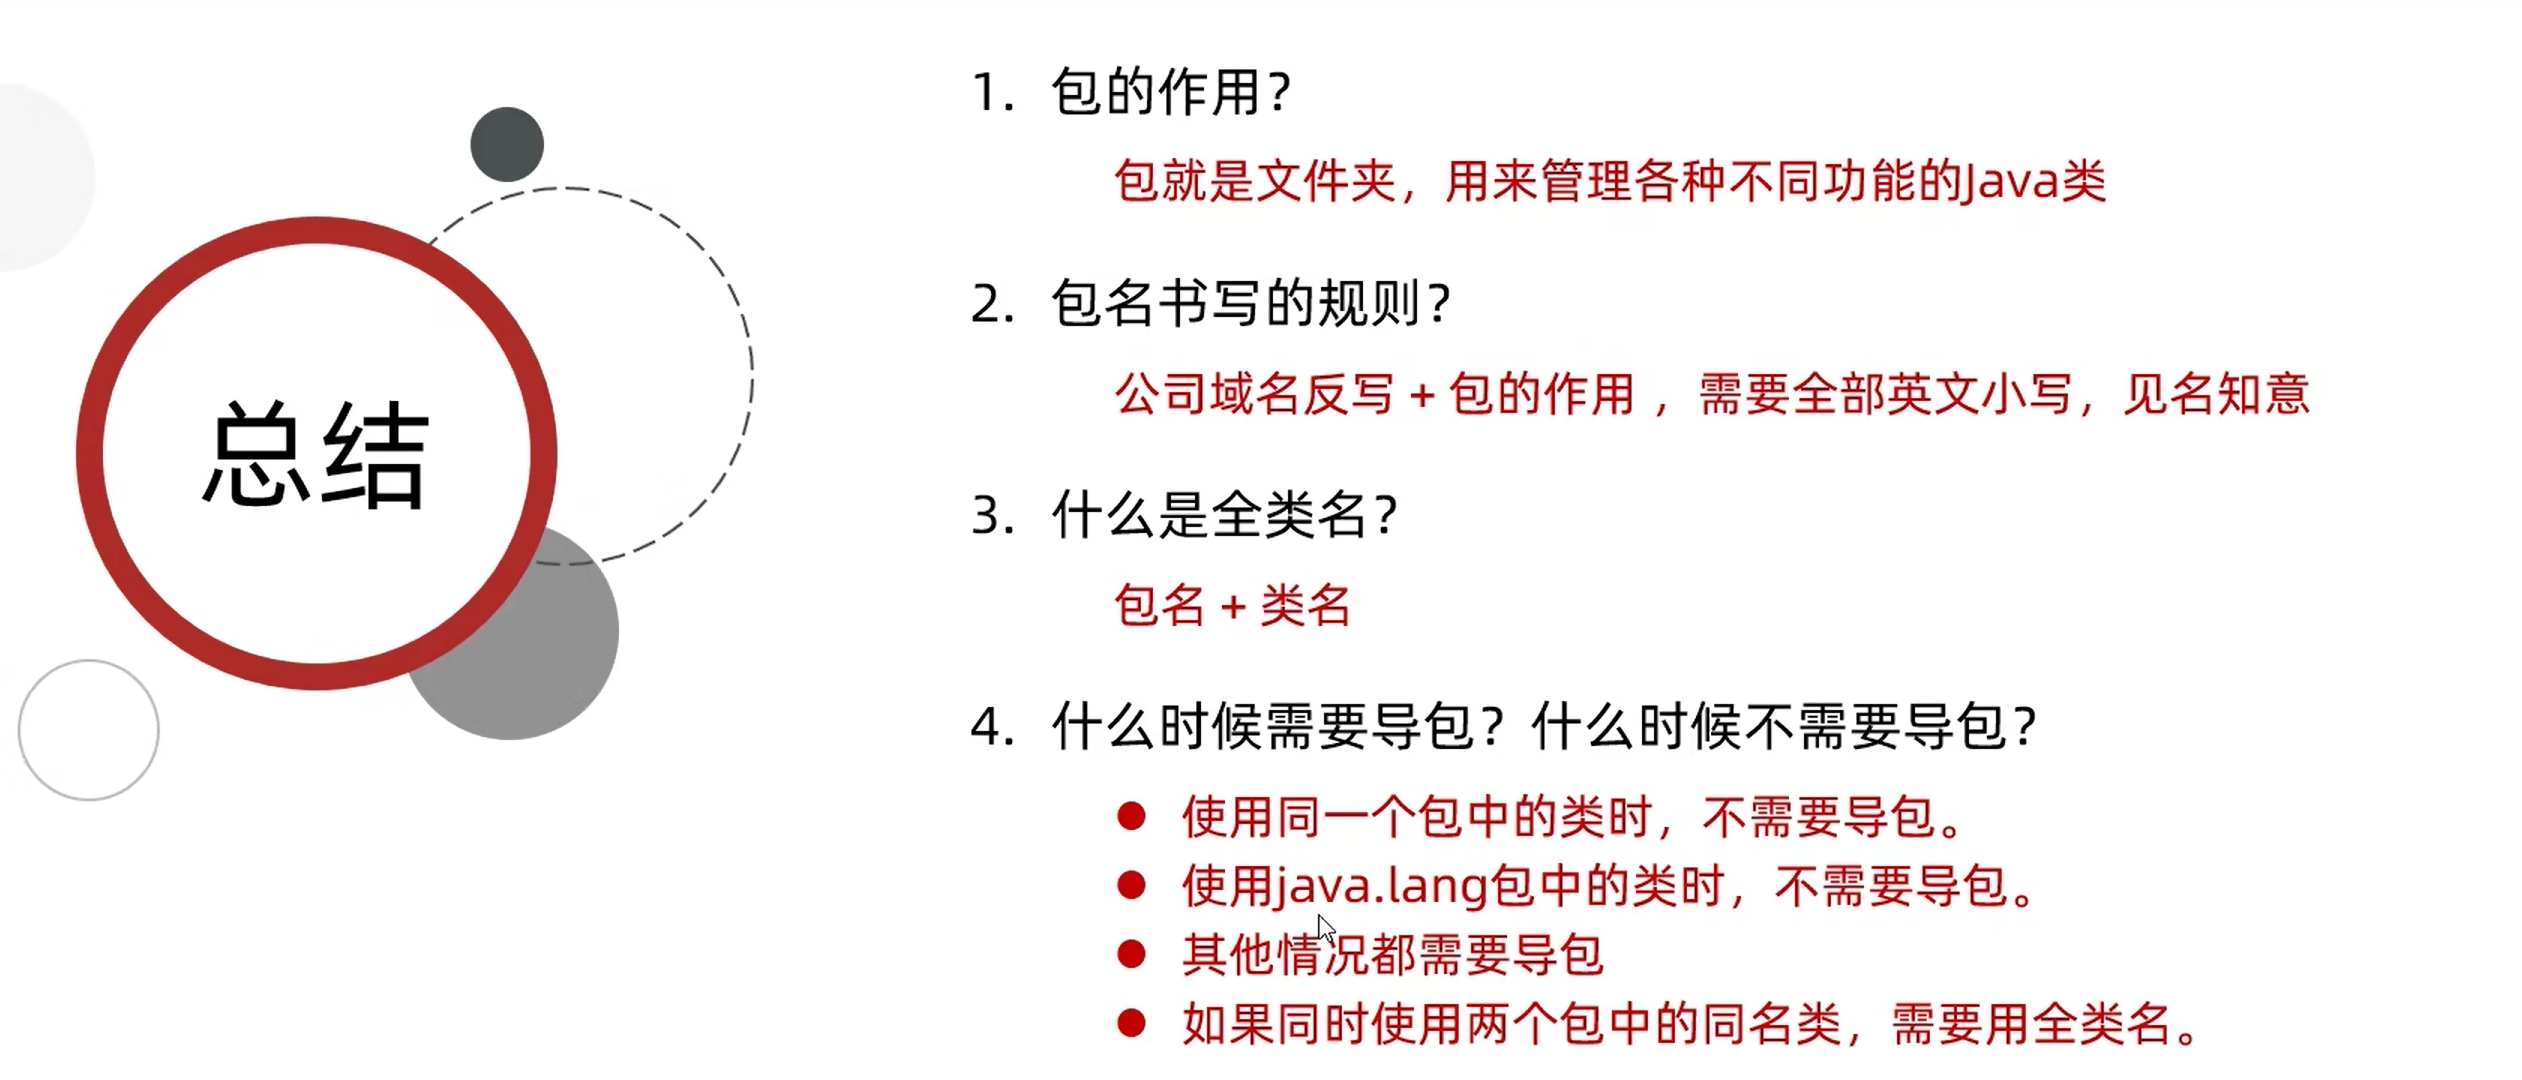 总结
1. 包的作用？
包就是文件夹，用来管理各种不同功能的Java类
2. 包名书写的规则？
公司域名反写 + 包的作用 ，需要全部英文小写，见名知意
3. 什么是全类名？
包名 + 类名
4. 什么时候需要导包？什么时候不需要导包？
● 使用同一个包中的类时，不需要导包。
● 使用java.lang包中的类时，不需要导包。
● 其他情况都需要导包
● 如果同时使用两个包中的同名类，需要用全类名。